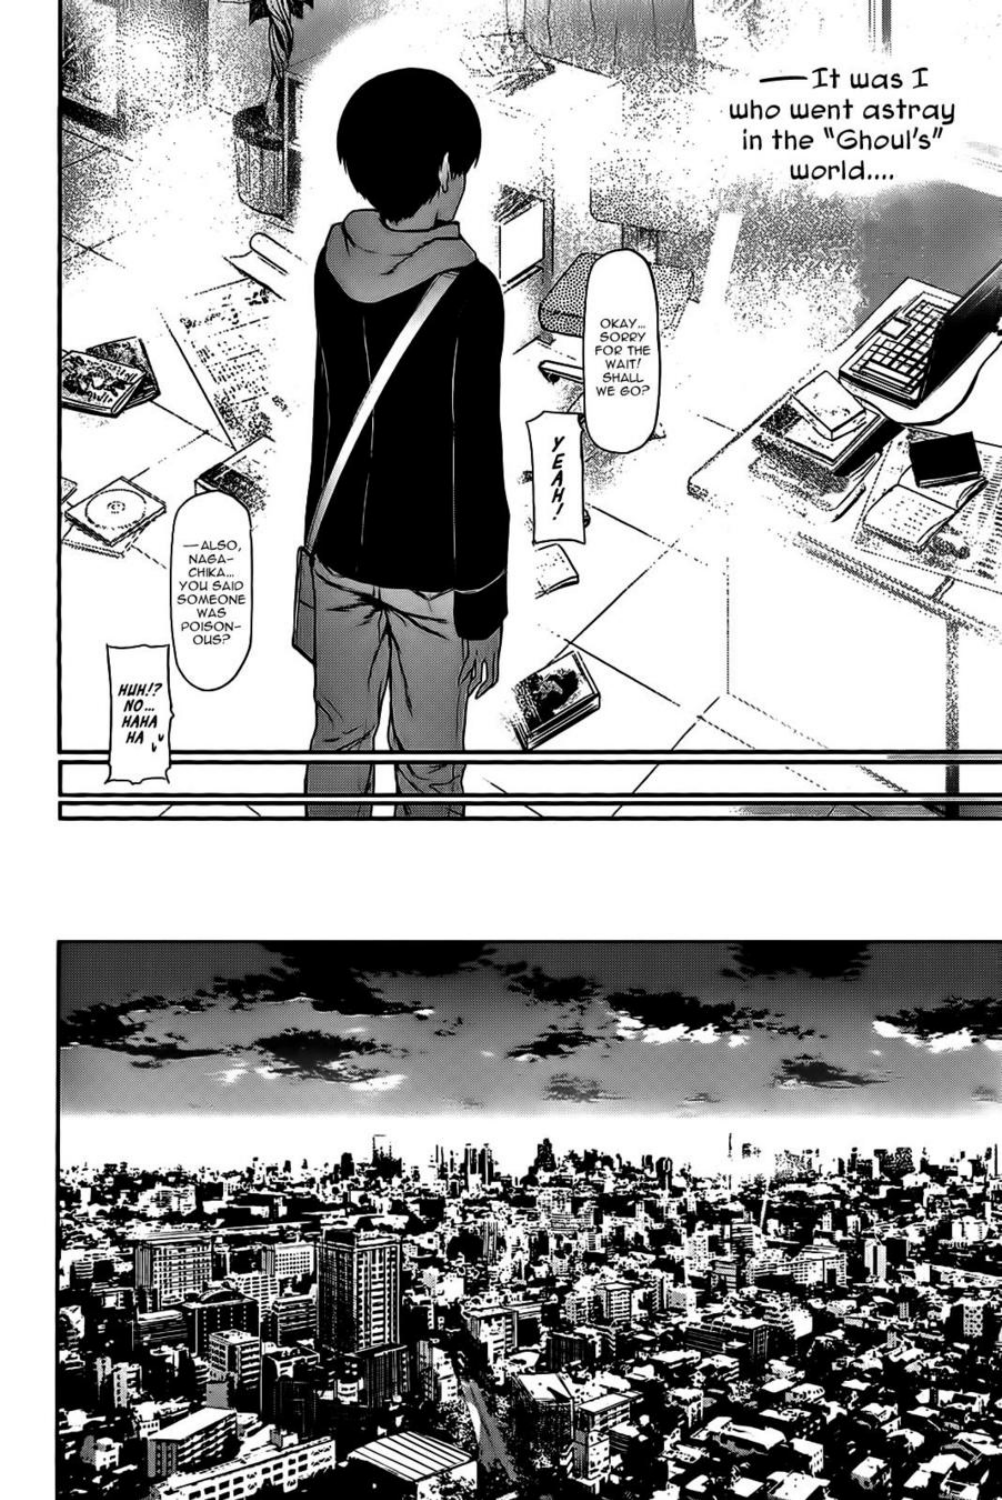 —It was I
who went astray
in the "Ghoul's"
world....
OKAY...
SORRY
FOR THE
WAIT!
SHALL
WE GO?
YEAH!
—ALSO,
NAGA-
CHIKA...
YOU SAID
SOMEONE
WAS
POISON-
OUS?
HUH!?
NO...
HAHA
HA